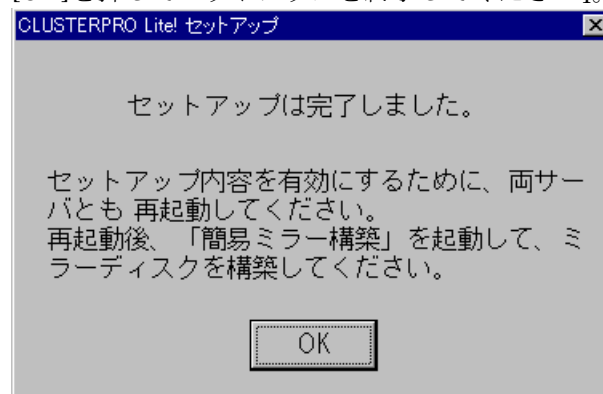 CLUSTERPRO Lite! セットアップ
セットアップは完了しました。
セットアップ内容を有効にするために、両サー
バとも 再起動してください。
再起動後、「簡易ミラー構築」を起動して、ミ
ラーディスクを構築してください。
OK